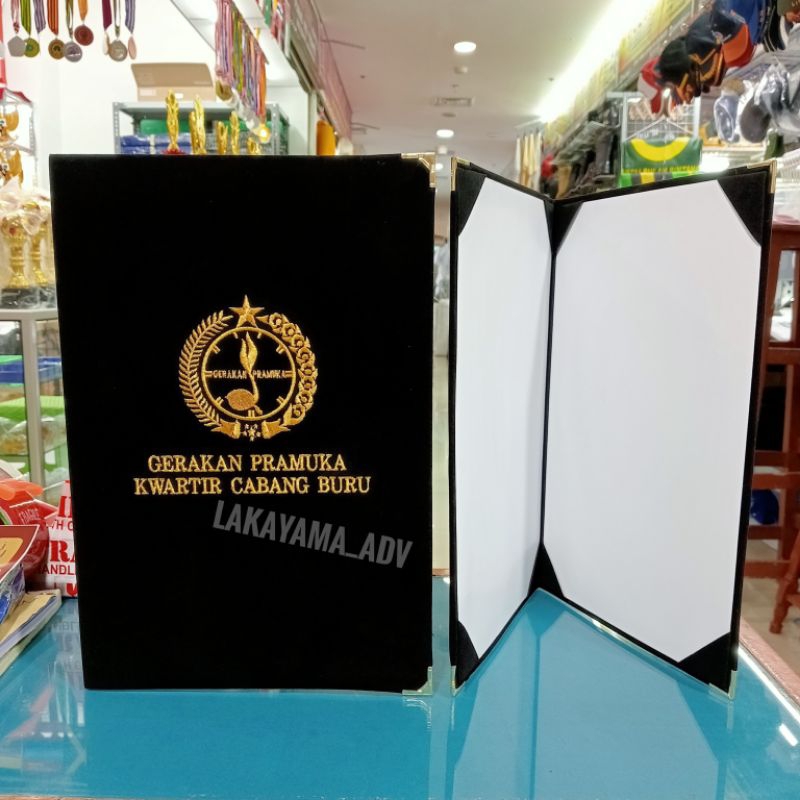 GERAKAN PRAMUKA
GERAKAN PRAMUKA
KWARTIR CABANG BURU
LAKAYAMA_ADV